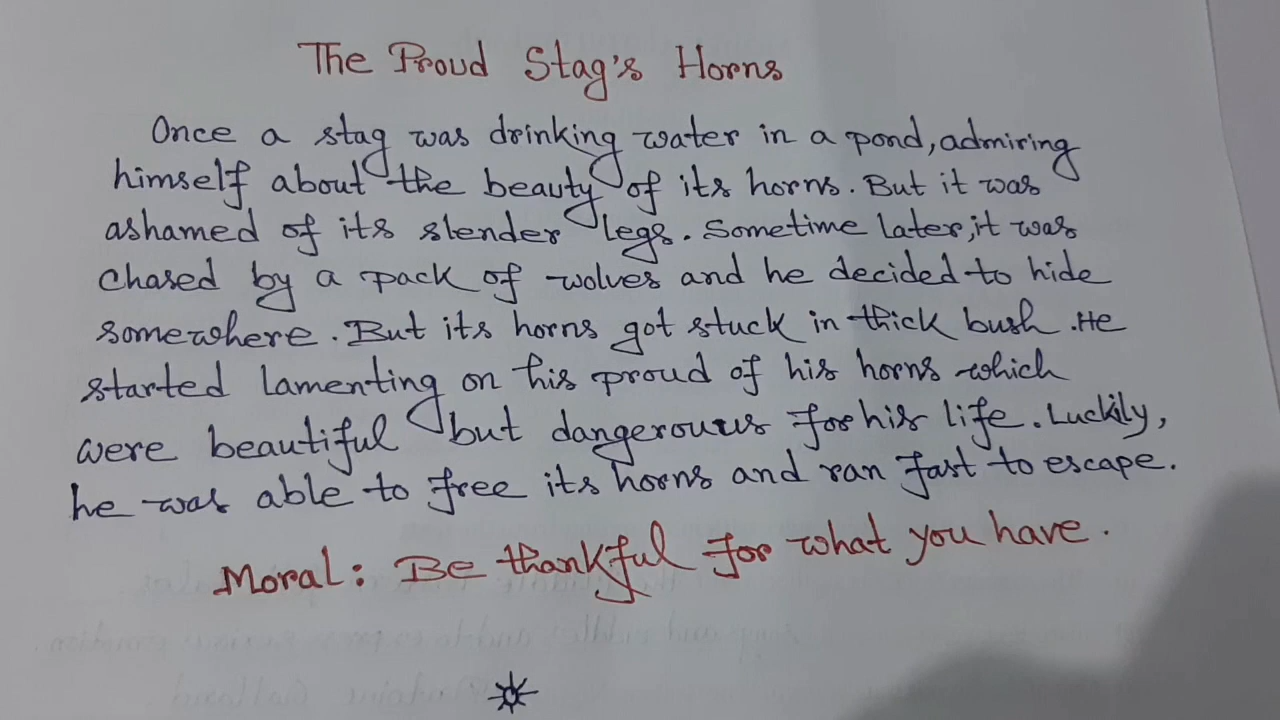 The Proud Stag's Horns
Once a stag was drinking water in a pond, admiring
himself about the beauty of its horns. But it was
ashamed of its slender legs. Sometime later, it was
chased by a pack of wolves and he decided to hide
somewhere. But its horns got stuck in thick bush. He
started lamenting on his proud of his horns which
were beautiful but dangerouus for his life. Luckily,
he was able to free its horns and ran fast to escape.
Moral: Be thankful for what you have.